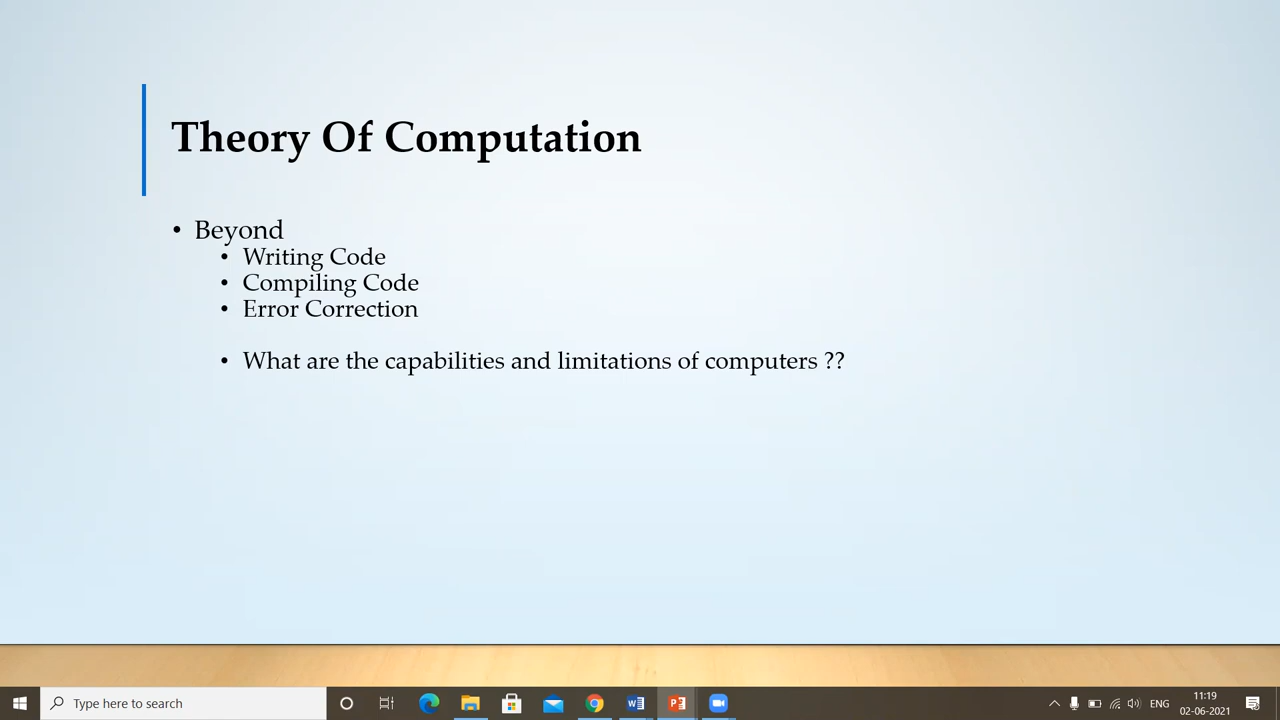 Theory Of Computation
• Beyond
• Writing Code
• Compiling Code
• Error Correction
• What are the capabilities and limitations of computers ??
Type here to search
ENG
11:19
02-06-2021